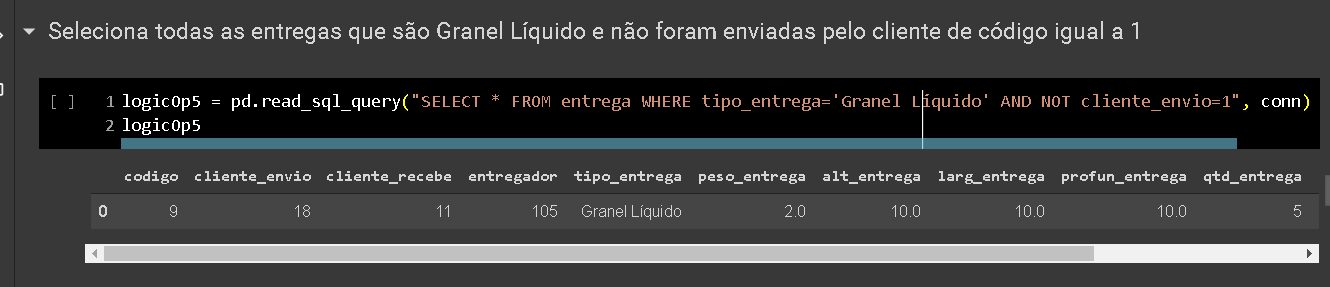 Seleciona todas as entregas que são Granel Líquido e não foram enviadas pelo cliente de código igual a 1
[ ] 1 logicOp5 = pd.read_sql_query("SELECT * FROM entrega WHERE tipo_entrega='Granel Líquido' AND NOT cliente_envio=1", conn)
2 logicOp5
codigo cliente_envio cliente_recebe entregador tipo_entrega peso_entrega alt_entrega larg_entrega profun_entrega qtd_entrega
0 9 18 11 105 Granel Líquido 2.0 10.0 10.0 10.0 5